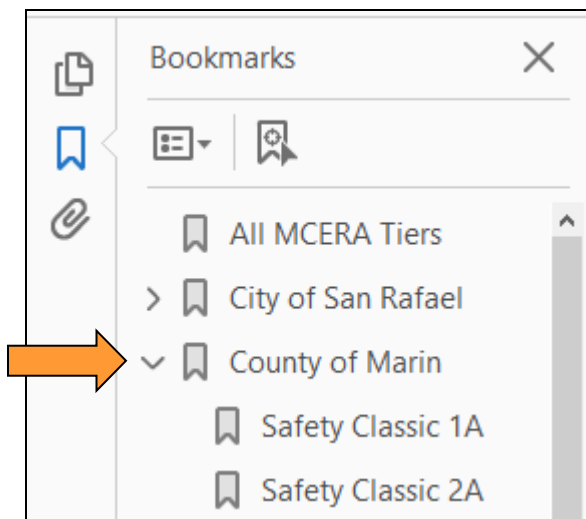 Bookmarks
All MCERA Tiers
City of San Rafael
County of Marin
Safety Classic 1A
Safety Classic 2A